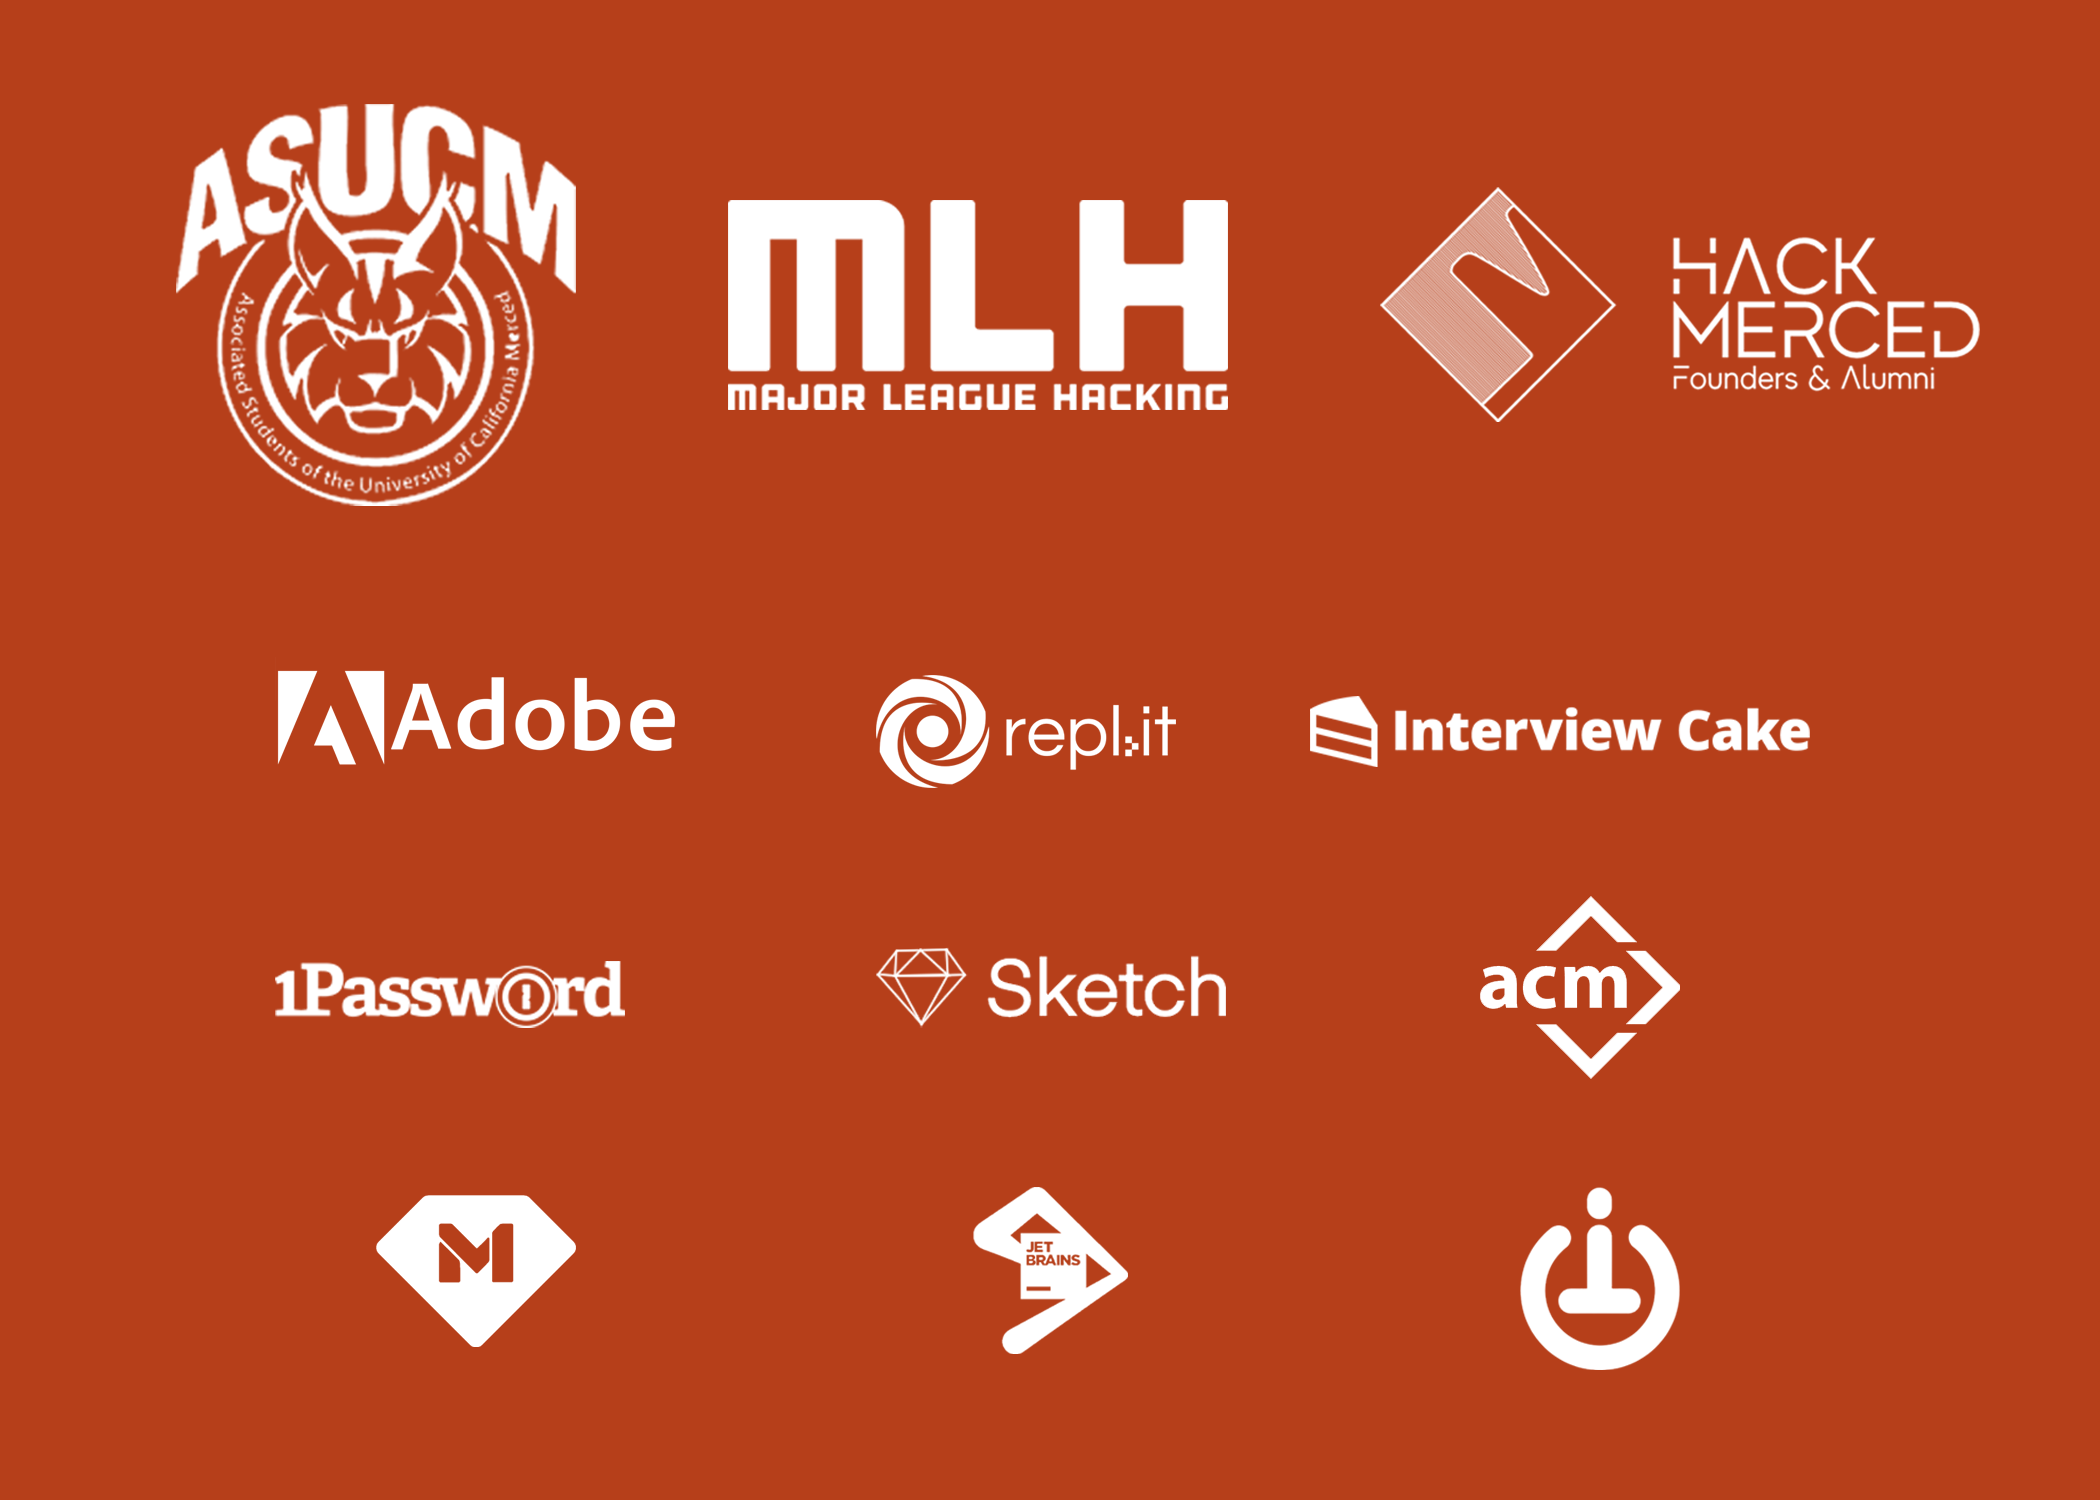 ASUCM
Associated Students of the University of California Merced
MLH
MAJOR LEAGUE HACKING
HACK
MERCED
Founders & Alumni
Adobe
repl.it
Interview Cake
1Password
Sketch
acm
M
JET
BRAINS